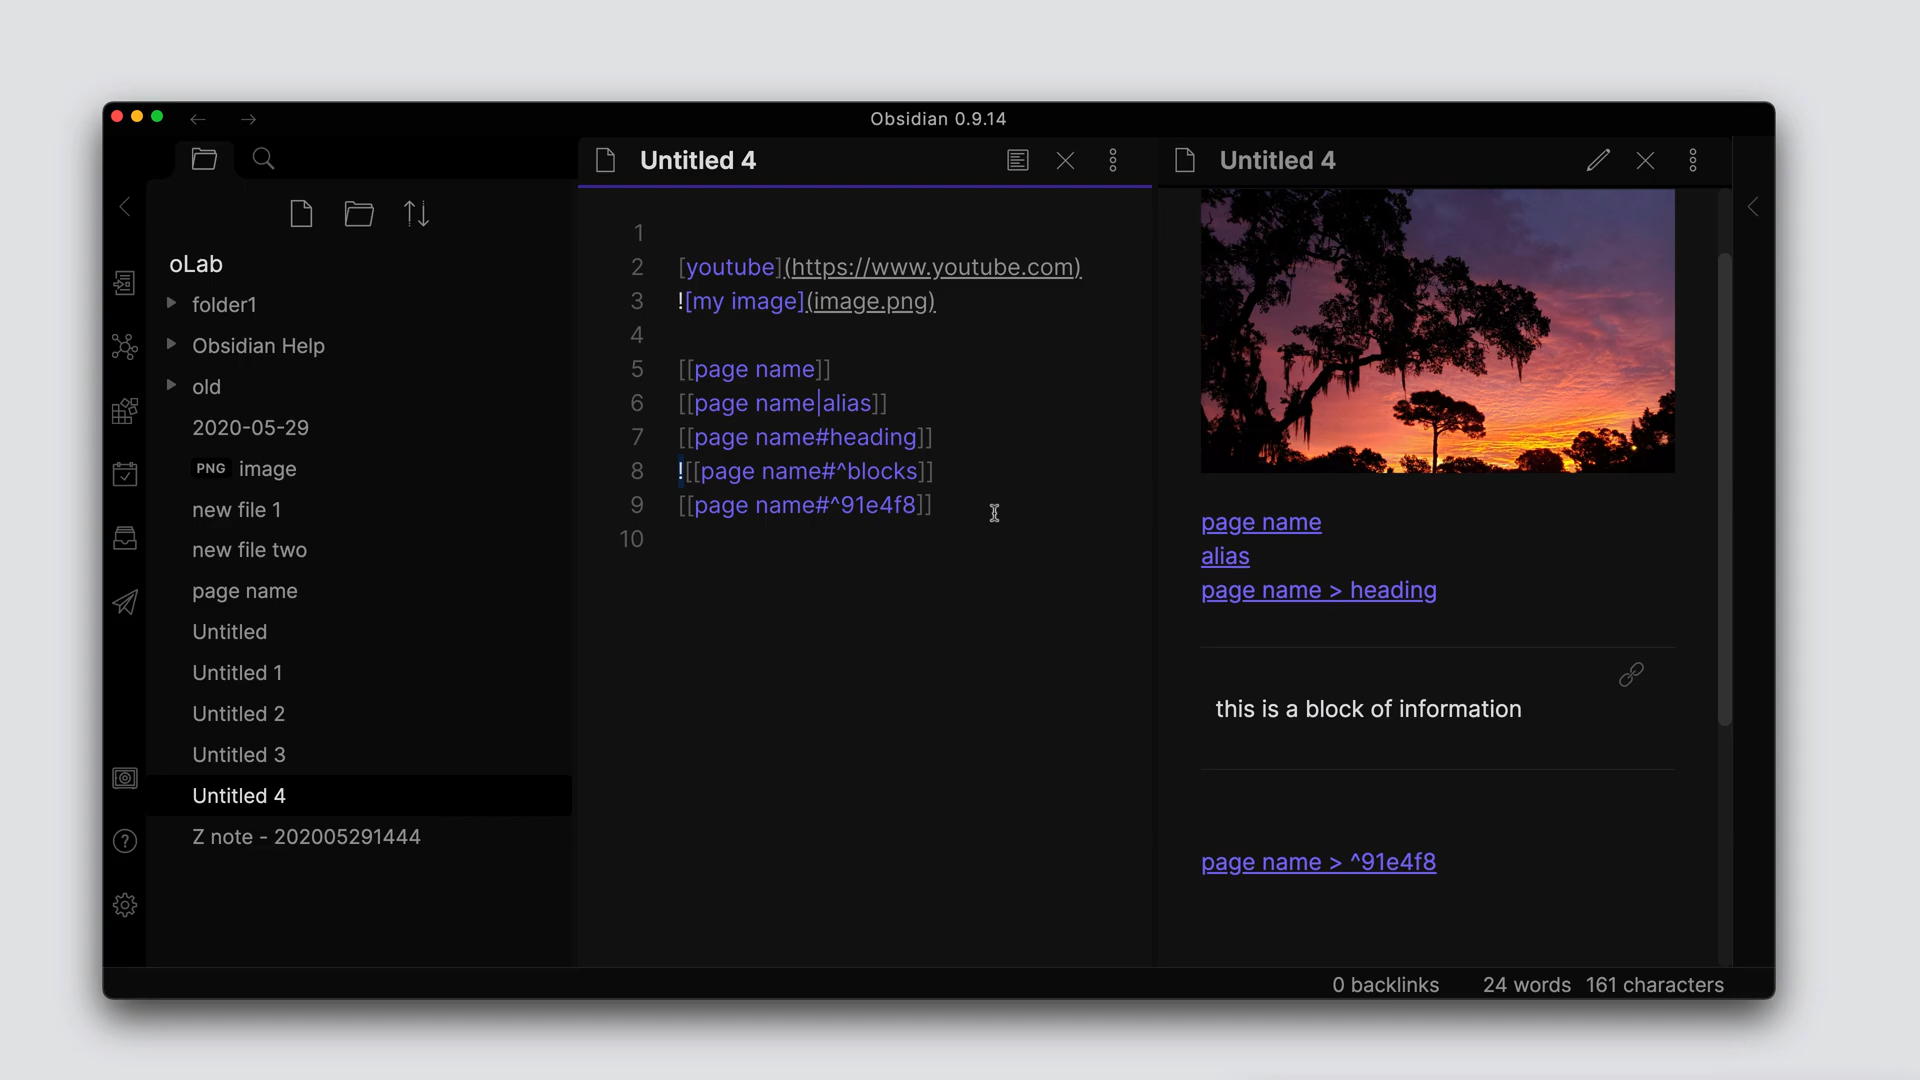 Obsidian 0.9.14
oLab
folder1
Obsidian Help
old
2020-05-29
PNG image
new file 1
new file two
page name
Untitled
Untitled 1
Untitled 2
Untitled 3
Untitled 4
Z note - 202005291444
Untitled 4
1
2 [youtube](https://www.youtube.com)
3 ![my image](image.png)
4
5 [[page name]]
6 [[page name|alias]]
7 [[page name#heading]]
8 ![[page name#^blocks]]
9 [[page name#^91e4f8]]
10
Untitled 4
page name
alias
page name > heading
this is a block of information
page name > ^91e4f8
0 backlinks 24 words 161 characters